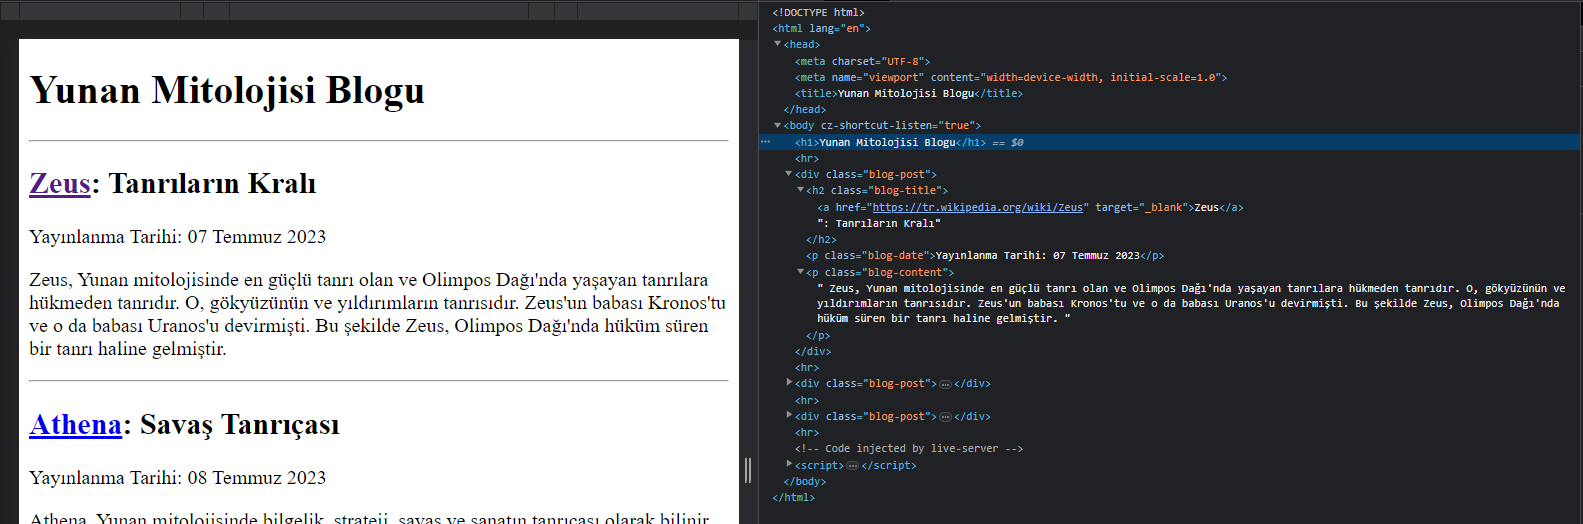 Yunan Mitolojisi Blogu
Zeus: Tanrıların Kralı
Yayınlanma Tarihi: 07 Temmuz 2023
Zeus, Yunan mitolojisinde en güçlü tanrı olan ve Olimpos Dağı'nda yaşayan tanrılara
hükmeden tanrıdır. O, gökyüzünün ve yıldırımların tanrısıdır. Zeus'un babası Kronos'tu
ve o da babası Uranos'u devirmişti. Bu şekilde Zeus, Olimpos Dağı'nda hüküm süren
bir tanrı haline gelmiştir.
Athena: Savaş Tanrıçası
Yayınlanma Tarihi: 08 Temmuz 2023
Athena, Yunan mitolojisinde bilgelik, strateji, savaş ve sanatın tanrıçası olarak bilinir.
<!DOCTYPE html>
<html lang="en">
<head>
<meta charset="UTF-8">
<meta name="viewport" content="width=device-width, initial-scale=1.0">
<title>Yunan Mitolojisi Blogu</title>
</head>
<body cz-shortcut-listen="true">
<h1>Yunan Mitolojisi Blogu</h1> == $0
<hr>
<div class="blog-post">
<h2 class="blog-title">
<a href="https://tr.wikipedia.org/wiki/Zeus" target="_blank">Zeus</a>
": Tanrıların Kralı"
</h2>
<p class="blog-date">Yayınlanma Tarihi: 07 Temmuz 2023</p>
<p class="blog-content">
" Zeus, Yunan mitolojisinde en güçlü tanrı olan ve Olimpos Dağı'nda yaşayan tanrılara hükmeden tanrıdır. O, gökyüzünün ve
yıldırımların tanrısıdır. Zeus'un babası Kronos'tu ve o da babası Uranos'u devirmişti. Bu şekilde Zeus, Olimpos Dağı'nda
hüküm süren bir tanrı haline gelmiştir. "
</p>
</div>
<hr>
<div class="blog-post">…</div>
<hr>
<div class="blog-post">…</div>
<hr>
<!-- Code injected by live-server -->
<script>…</script>
</body>
</html>